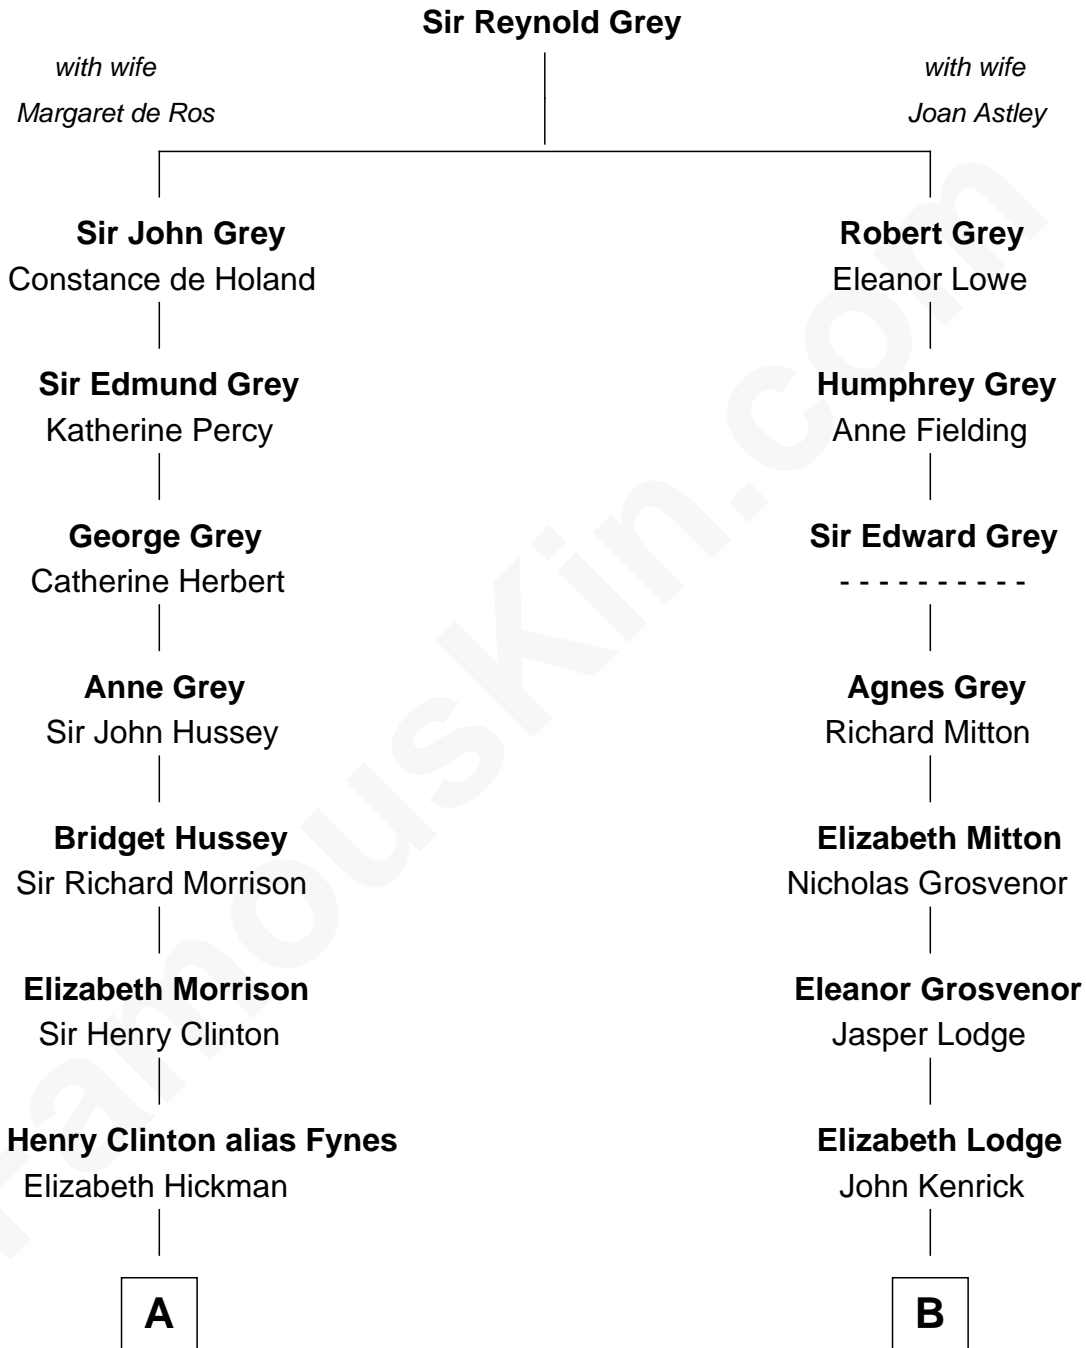 Sir Reynold Grey
with wife
Margaret de Ros
with wife
Joan Astley
Sir John Grey
Constance de Holand
Robert Grey
Eleanor Lowe
Sir Edmund Grey
Katherine Percy
Humphrey Grey
Anne Fielding
George Grey
Catherine Herbert
Sir Edward Grey
- - - - - - - - - -
Anne Grey
Sir John Hussey
Agnes Grey
Richard Mitton
Bridget Hussey
Sir Richard Morrison
Elizabeth Mitton
Nicholas Grosvenor
Elizabeth Morrison
Sir Henry Clinton
Eleanor Grosvenor
Jasper Lodge
Henry Clinton alias Fynes
Elizabeth Hickman
Elizabeth Lodge
John Kenrick
A
B
FamousKin.com